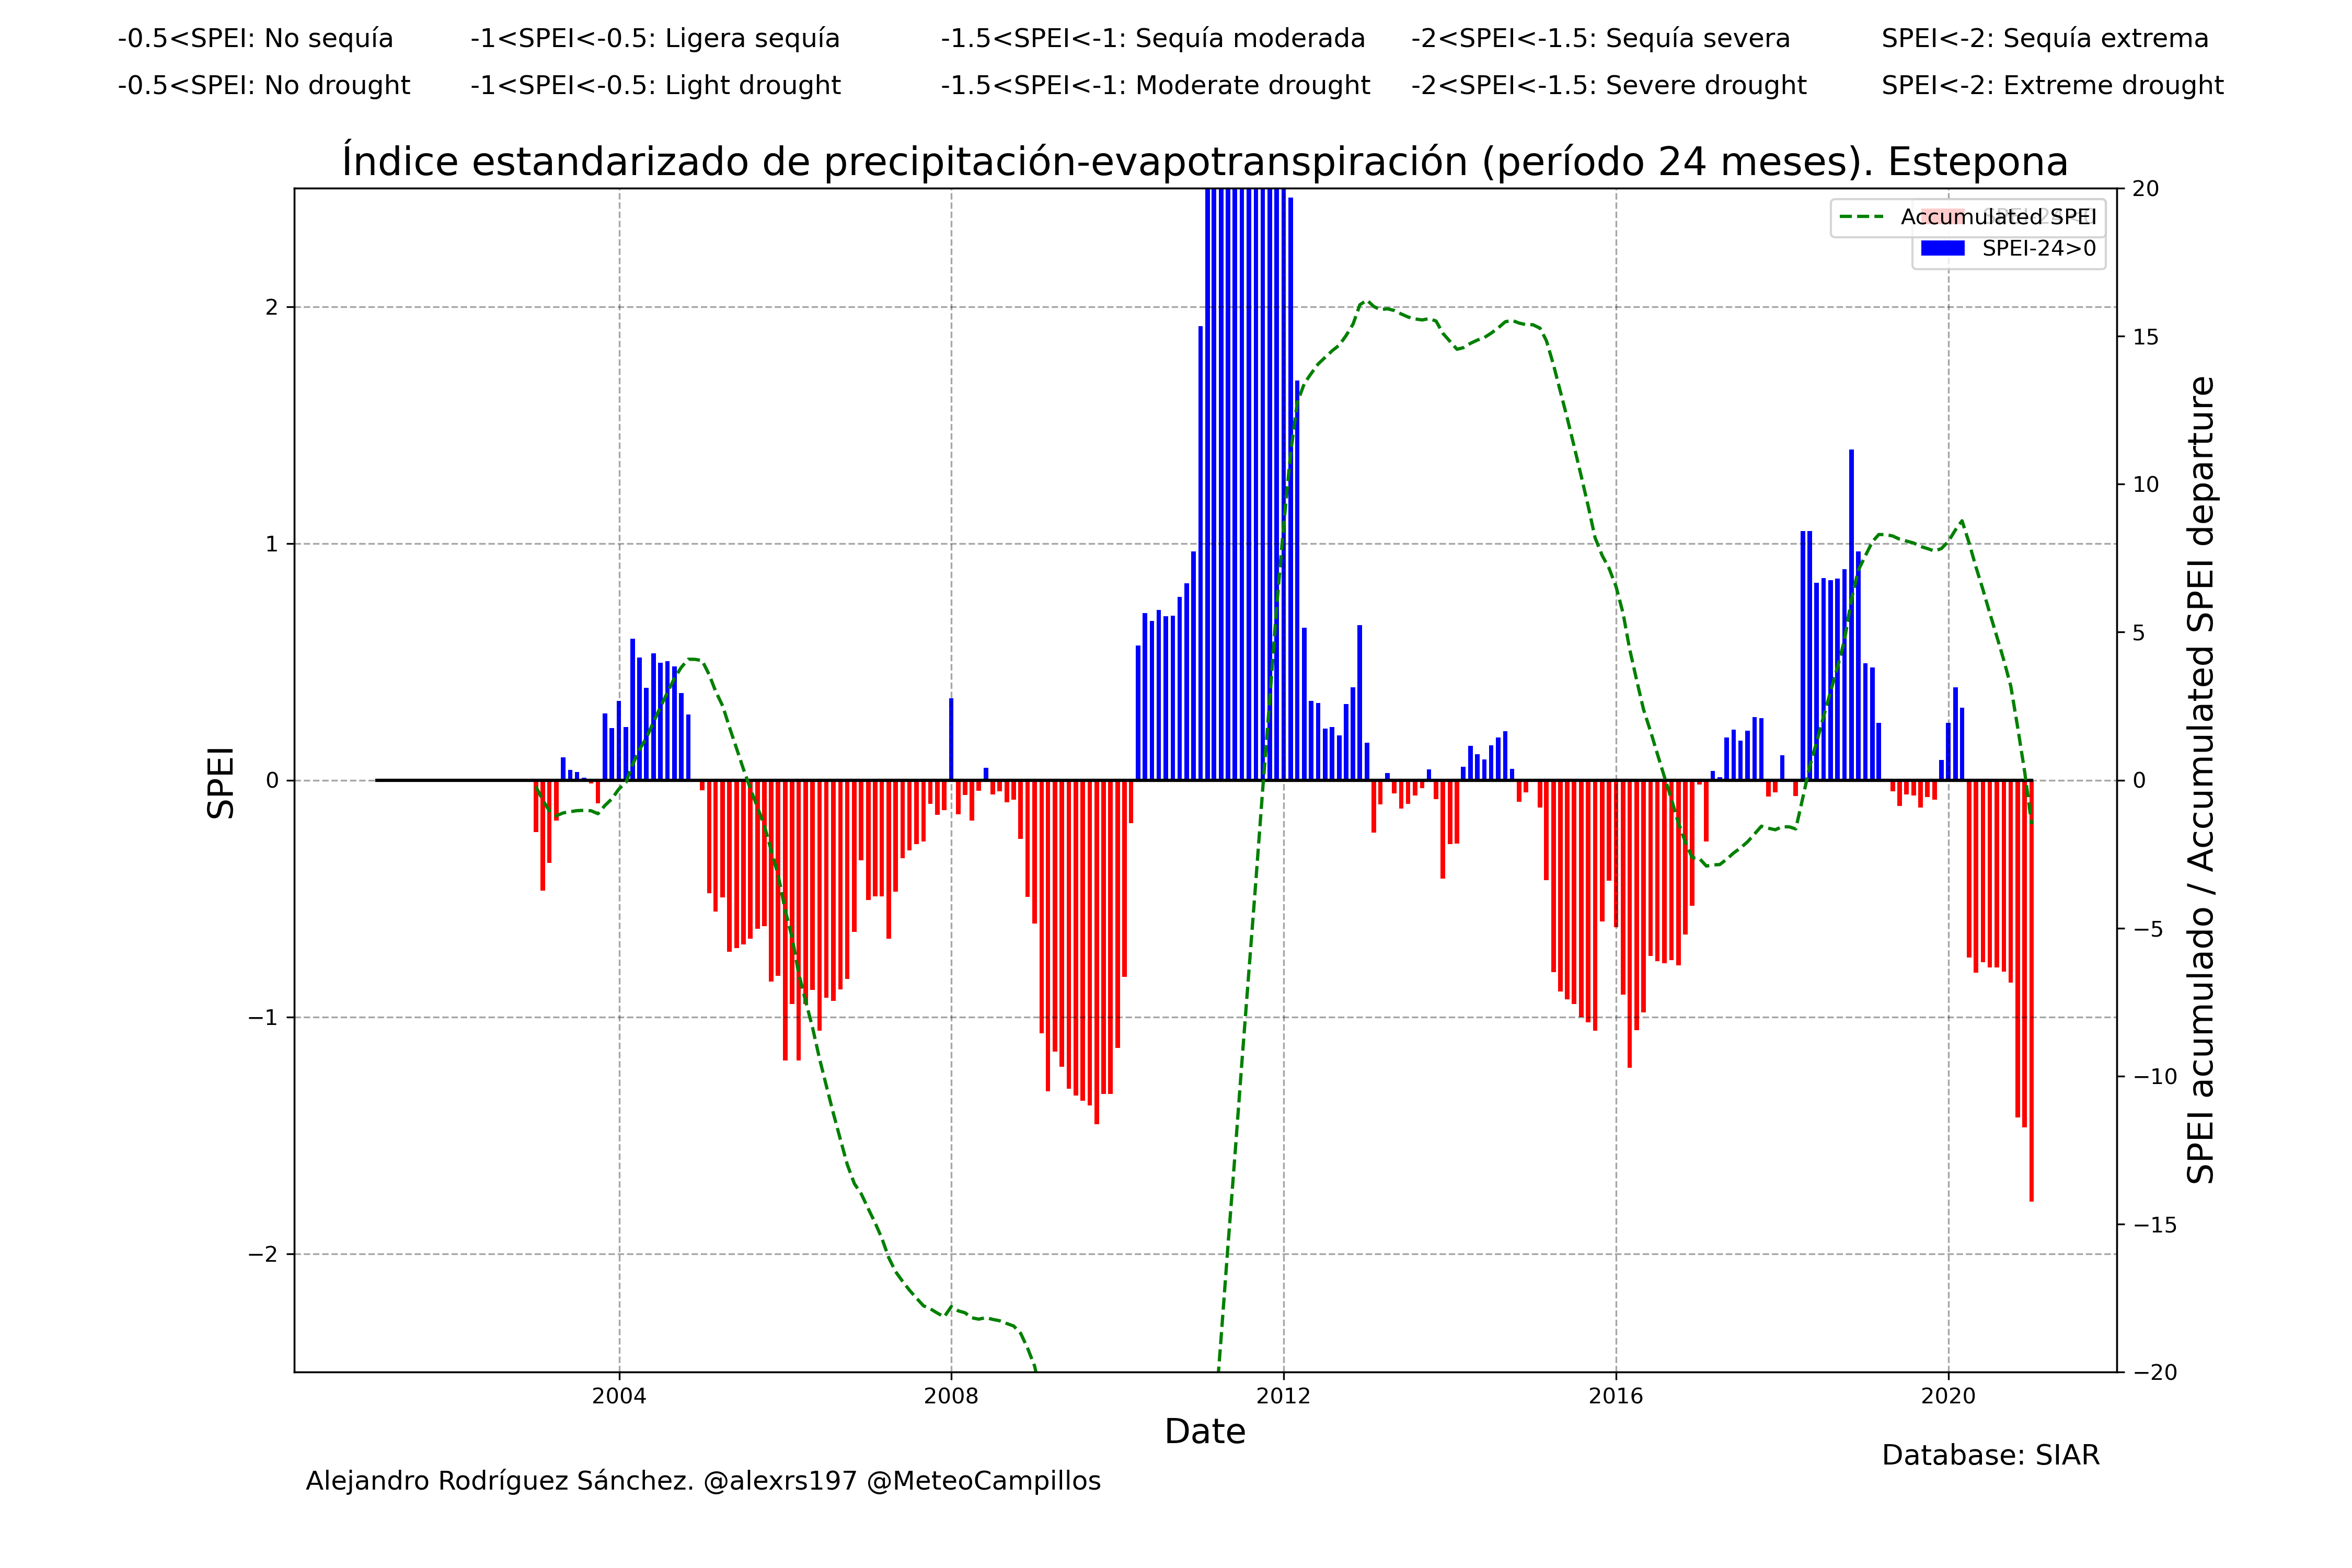 -0.5<SPEI: No sequía -1<SPEI<-0.5: Ligera sequía -1.5<SPEI<-1: Sequía moderada -2<SPEI<-1.5: Sequía severa SPEI<-2: Sequía extrema
-0.5<SPEI: No drought -1<SPEI<-0.5: Light drought -1.5<SPEI<-1: Moderate drought -2<SPEI<-1.5: Severe drought SPEI<-2: Extreme drought
Índice estandarizado de precipitación-evapotranspiración (período 24 meses). Estepona
Accumulated SPEI
SPEI-24>0
SPEI
2
1
0
−1
−2
20
15
10
5
0
−5
−10
−15
−20
SPEI acumulado / Accumulated SPEI departure
2004 2008 2012 2016 2020
Date
Database: SIAR
Alejandro Rodríguez Sánchez. @alexrs197 @MeteoCampillos